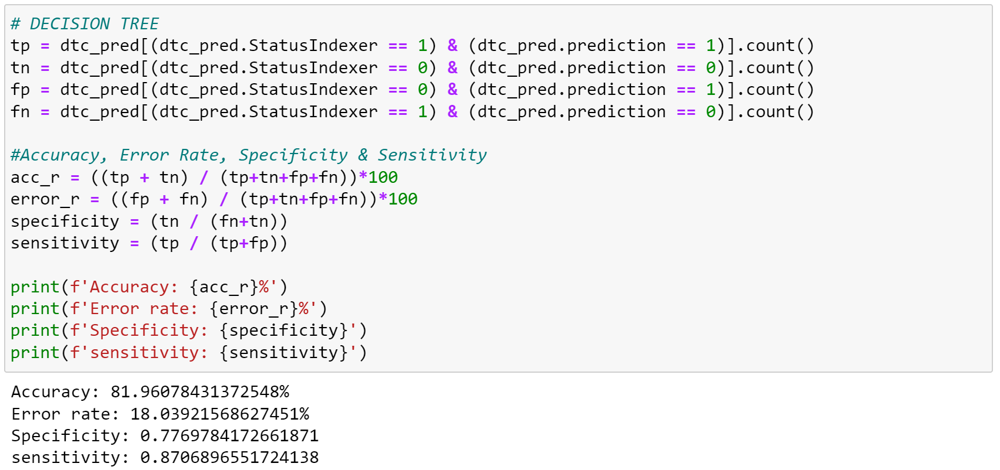 # DECISION TREE
tp = dtc_pred[(dtc_pred.StatusIndexer == 1) & (dtc_pred.prediction == 1)].count()
tn = dtc_pred[(dtc_pred.StatusIndexer == 0) & (dtc_pred.prediction == 0)].count()
fp = dtc_pred[(dtc_pred.StatusIndexer == 0) & (dtc_pred.prediction == 1)].count()
fn = dtc_pred[(dtc_pred.StatusIndexer == 1) & (dtc_pred.prediction == 0)].count()
#Accuracy, Error Rate, Specificity & Sensitivity
acc_r = ((tp + tn) / (tp+tn+fp+fn))*100
error_r = ((fp + fn) / (tp+tn+fp+fn))*100
specificity = (tn / (fn+tn))
sensitivity = (tp / (tp+fp))
print(f'Accuracy: {acc_r}%')
print(f'Error rate: {error_r}%')
print(f'Specificity: {specificity}')
print(f'sensitivity: {sensitivity}')
Accuracy: 81.96078431372548%
Error rate: 18.03921568627451%
Specificity: 0.7769784172661871
sensitivity: 0.8706896551724138